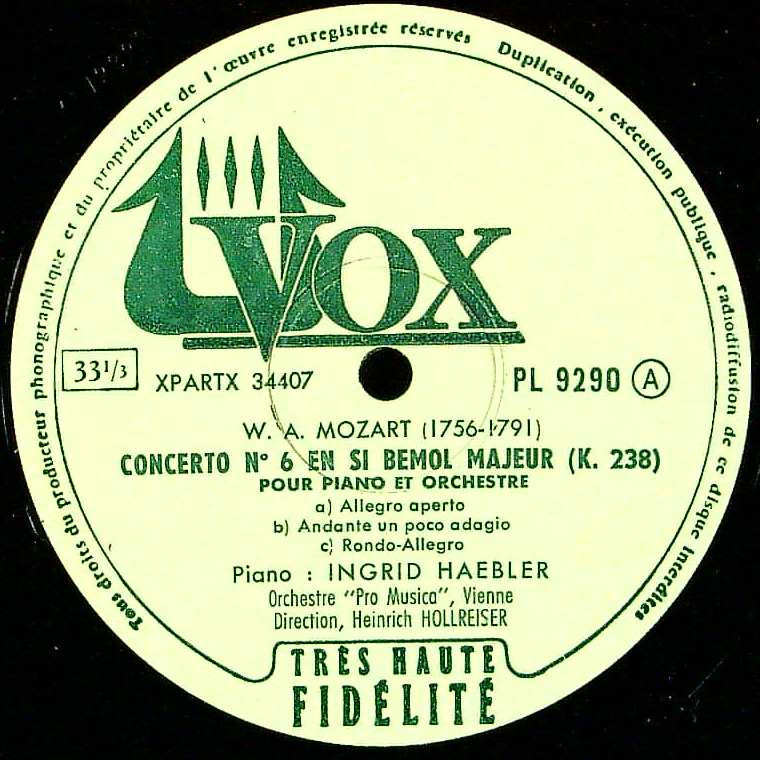 Tous droits du producteur phonographique et du propriétaire de l'œuvre enregistrée réservés Duplication, exécution publique, radiodiffusion de ce disque interdites
VOX
33 1/3
XPARTX 34407
PL 9290 A
W. A. MOZART (1756-1791)
CONCERTO N° 6 EN SI BEMOL MAJEUR (K. 238)
POUR PIANO ET ORCHESTRE
a) Allegro aperto
b) Andante un poco adagio
c) Rondo-Allegro
Piano : INGRID HAEBLER
Orchestre "Pro Musica", Vienne
Direction, Heinrich HOLLREISER
TRÈS HAUTE
FIDÉLITÉ